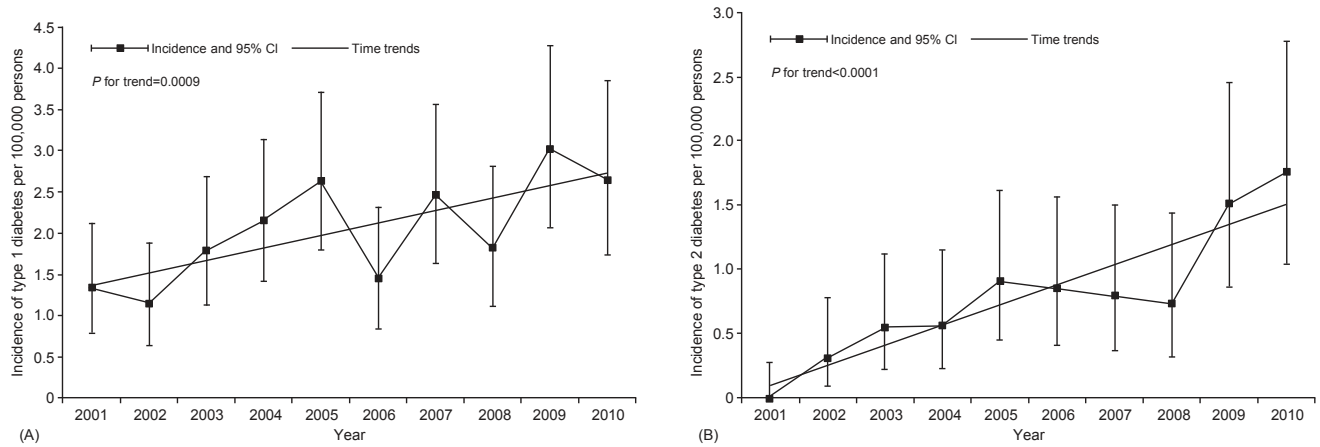 Incidence of type 1 diabetes per 100,000 persons
4.5
4.0
3.5
3.0
2.5
2.0
1.5
1.0
0.5
0
Incidence and 95% CI
Time trends
P for trend=0.0009
2001 2002 2003 2004 2005 2006 2007 2008 2009 2010
Year
(A)
Incidence of type 2 diabetes per 100,000 persons
3.0
2.5
2.0
1.5
1.0
0.5
0
Incidence and 95% CI
Time trends
P for trend<0.0001
2001 2002 2003 2004 2005 2006 2007 2008 2009 2010
Year
(B)